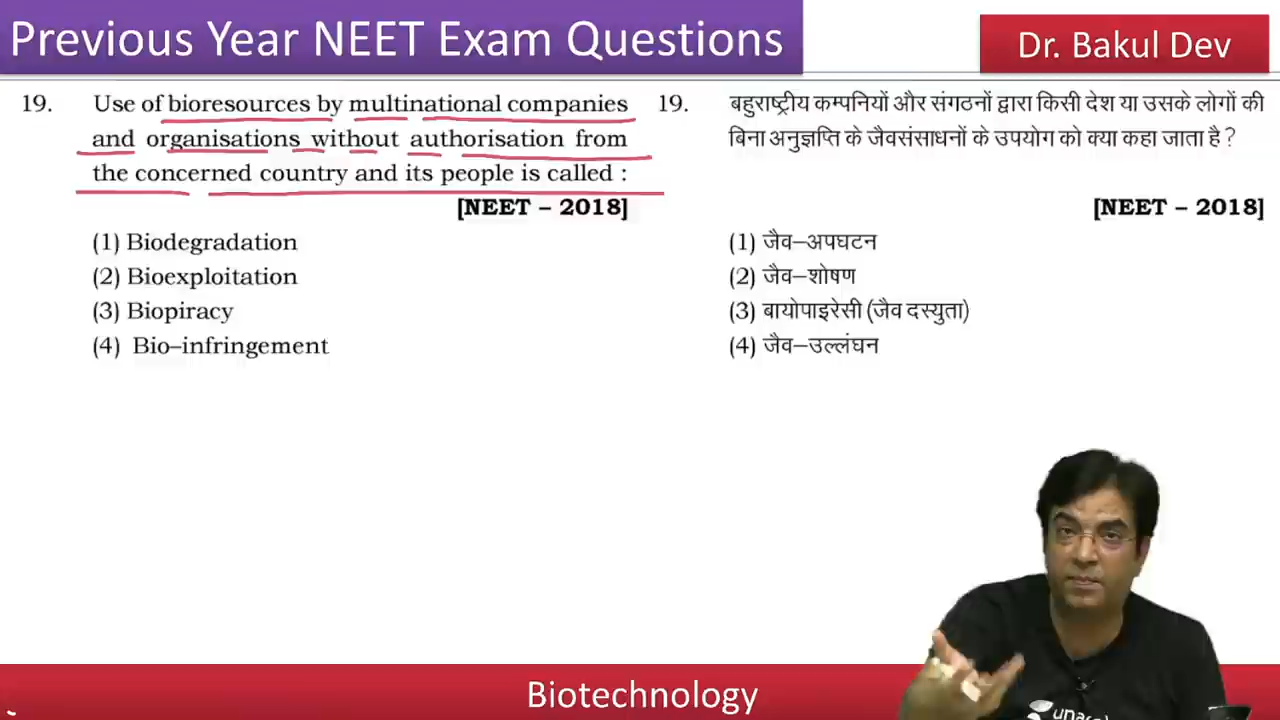 Previous Year NEET Exam Questions
Dr. Bakul Dev
19. Use of bioresources by multinational companies
and organisations without authorisation from
the concerned country and its people is called :
[NEET – 2018]
(1) Biodegradation
(2) Bioexploitation
(3) Biopiracy
(4) Bio–infringement
19. बहुराष्ट्रीय कम्पनियों और संगठनों द्वारा किसी देश या उसके लोगों की
बिना अनुज्ञप्ति के जैवसंसाधनों के उपयोग को क्या कहा जाता है ?
[NEET – 2018]
(1) जैव–अपघटन
(2) जैव–शोषण
(3) बायोपाइरेसी (जैव दस्युता)
(4) जैव–उल्लंघन
Biotechnology